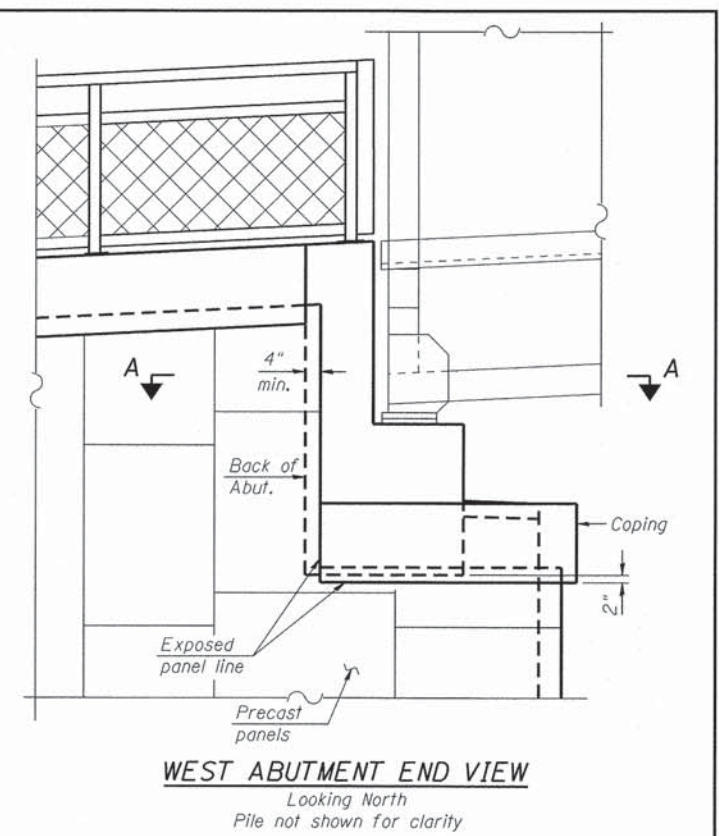 A
A
4"
min.
Back of
Abut.
Coping
2"
Exposed
panel line
Precast
panels
WEST ABUTMENT END VIEW
Looking North
Pile not shown for clarity